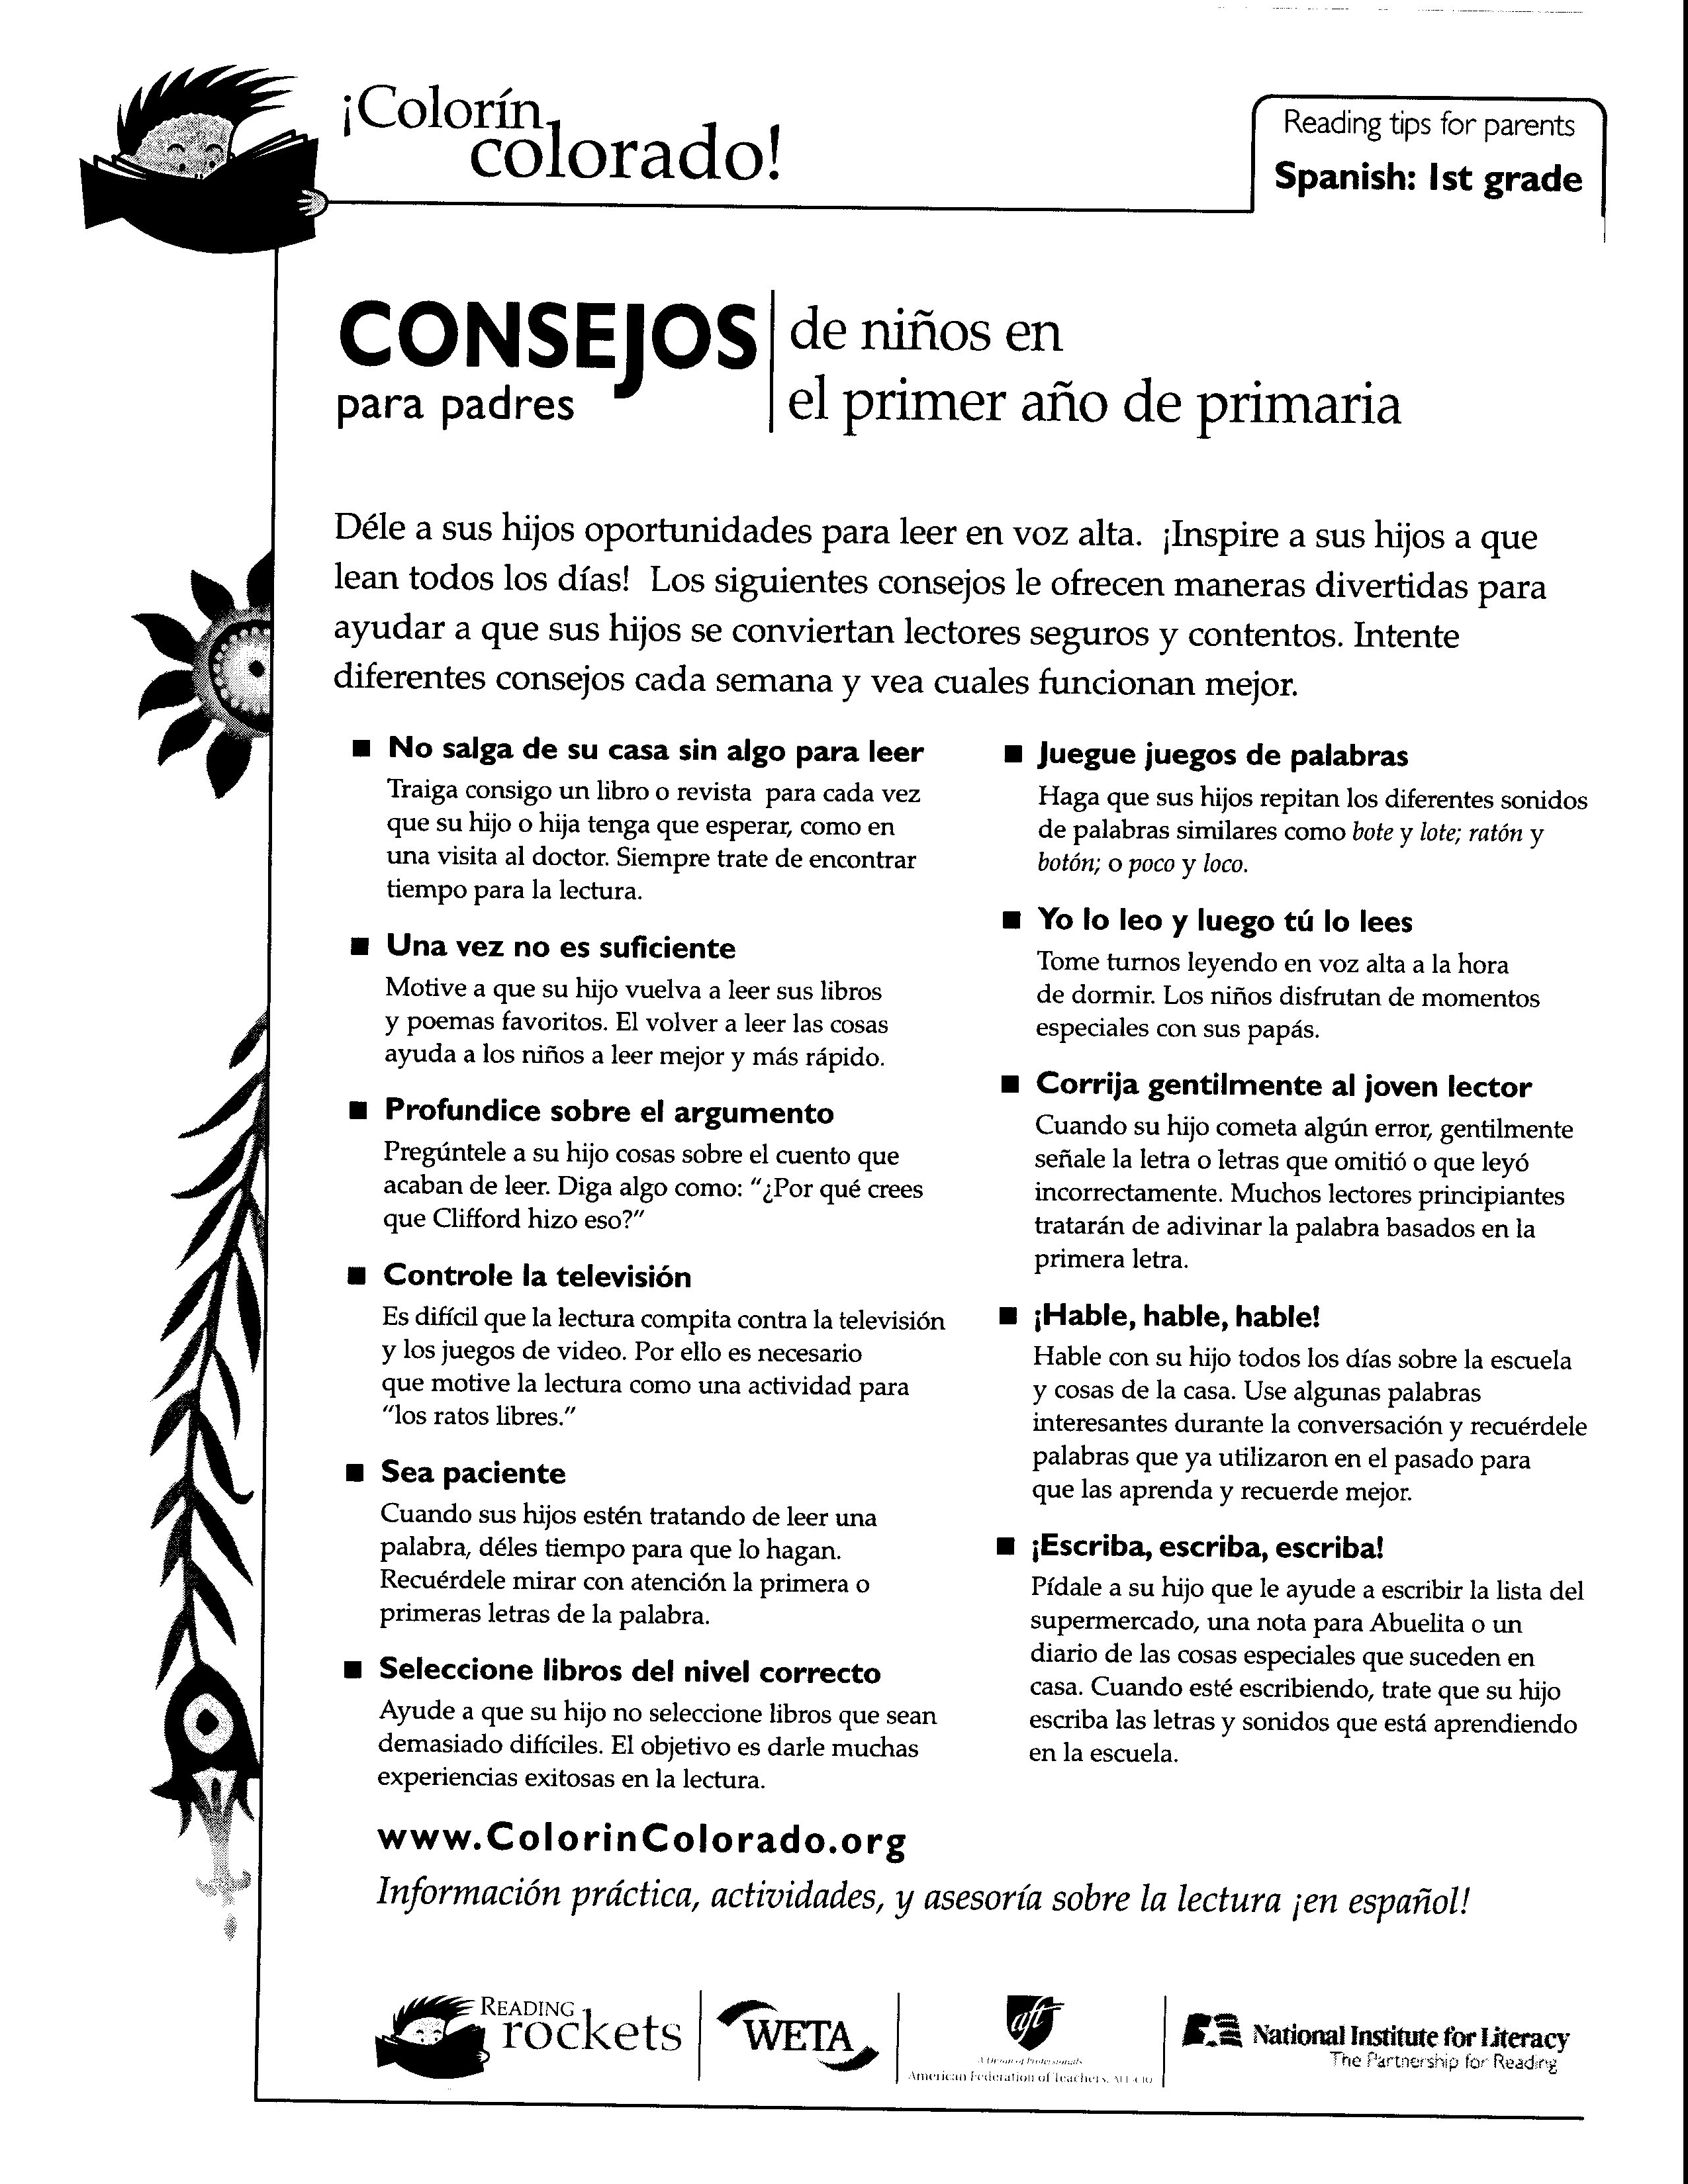 ¡Colorín
colorado!
Reading tips for parents
Spanish: 1st grade
CONSEJOS
para padres
de niños en
el primer año de primaria
Déle a sus hijos oportunidades para leer en voz alta. ¡Inspire a sus hijos a que
lean todos los días! Los siguientes consejos le ofrecen maneras divertidas para
ayudar a que sus hijos se conviertan lectores seguros y contentos. Intente
diferentes consejos cada semana y vea cuales funcionan mejor.
■ No salga de su casa sin algo para leer
Traiga consigo un libro o revista para cada vez
que su hijo o hija tenga que esperar, como en
una visita al doctor. Siempre trate de encontrar
tiempo para la lectura.
■ Una vez no es suficiente
Motive a que su hijo vuelva a leer sus libros
y poemas favoritos. El volver a leer las cosas
ayuda a los niños a leer mejor y más rápido.
■ Profundice sobre el argumento
Pregúntele a su hijo cosas sobre el cuento que
acaban de leer. Diga algo como: "¿Por qué crees
que Clifford hizo eso?"
■ Controle la televisión
Es difícil que la lectura compita contra la televisión
y los juegos de video. Por ello es necesario
que motive la lectura como una actividad para
"los ratos libres."
■ Sea paciente
Cuando sus hijos estén tratando de leer una
palabra, déles tiempo para que lo hagan.
Recuérdele mirar con atención la primera o
primeras letras de la palabra.
■ Seleccione libros del nivel correcto
Ayude a que su hijo no seleccione libros que sean
demasiado difíciles. El objetivo es darle muchas
experiencias exitosas en la lectura.
■ Juegue juegos de palabras
Haga que sus hijos repitan los diferentes sonidos
de palabras similares como bote y lote; ratón y
botón; o poco y loco.
■ Yo lo leo y luego tú lo lees
Tome turnos leyendo en voz alta a la hora
de dormir. Los niños disfrutan de momentos
especiales con sus papás.
■ Corrija gentilmente al joven lector
Cuando su hijo cometa algún error, gentilmente
señale la letra o letras que omitió o que leyó
incorrectamente. Muchos lectores principiantes
tratarán de adivinar la palabra basados en la
primera letra.
■ ¡Hable, hable, hable!
Hable con su hijo todos los días sobre la escuela
y cosas de la casa. Use algunas palabras
interesantes durante la conversación y recuérdele
palabras que ya utilizaron en el pasado para
que las aprenda y recuerde mejor.
■ ¡Escriba, escriba, escriba!
Pídale a su hijo que le ayude a escribir la lista del
supermercado, una nota para Abuelita o un
diario de las cosas especiales que suceden en
casa. Cuando esté escribiendo, trate que su hijo
escriba las letras y sonidos que está aprendiendo
en la escuela.
www.ColorinColorado.org
Información práctica, actividades, y asesoría sobre la lectura ¡en español!
READING
rockets
WETA
aft
A Union of Professionals
American Federation of Teachers, AFL-CIO
National Institute for Literacy
The Partnership for Reading